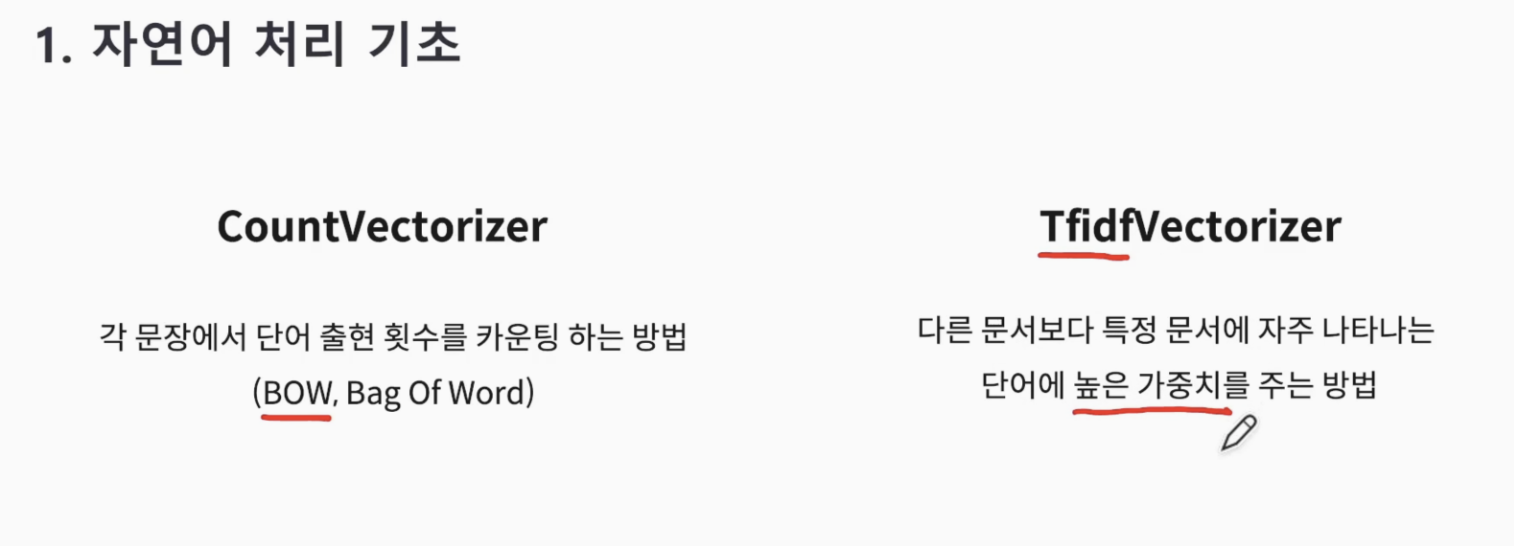 1. 자연어 처리 기초
CountVectorizer
각 문장에서 단어 출현 횟수를 카운팅 하는 방법
(BOW, Bag Of Word)
TfidfVectorizer
다른 문서보다 특정 문서에 자주 나타나는
단어에 높은 가중치를 주는 방법